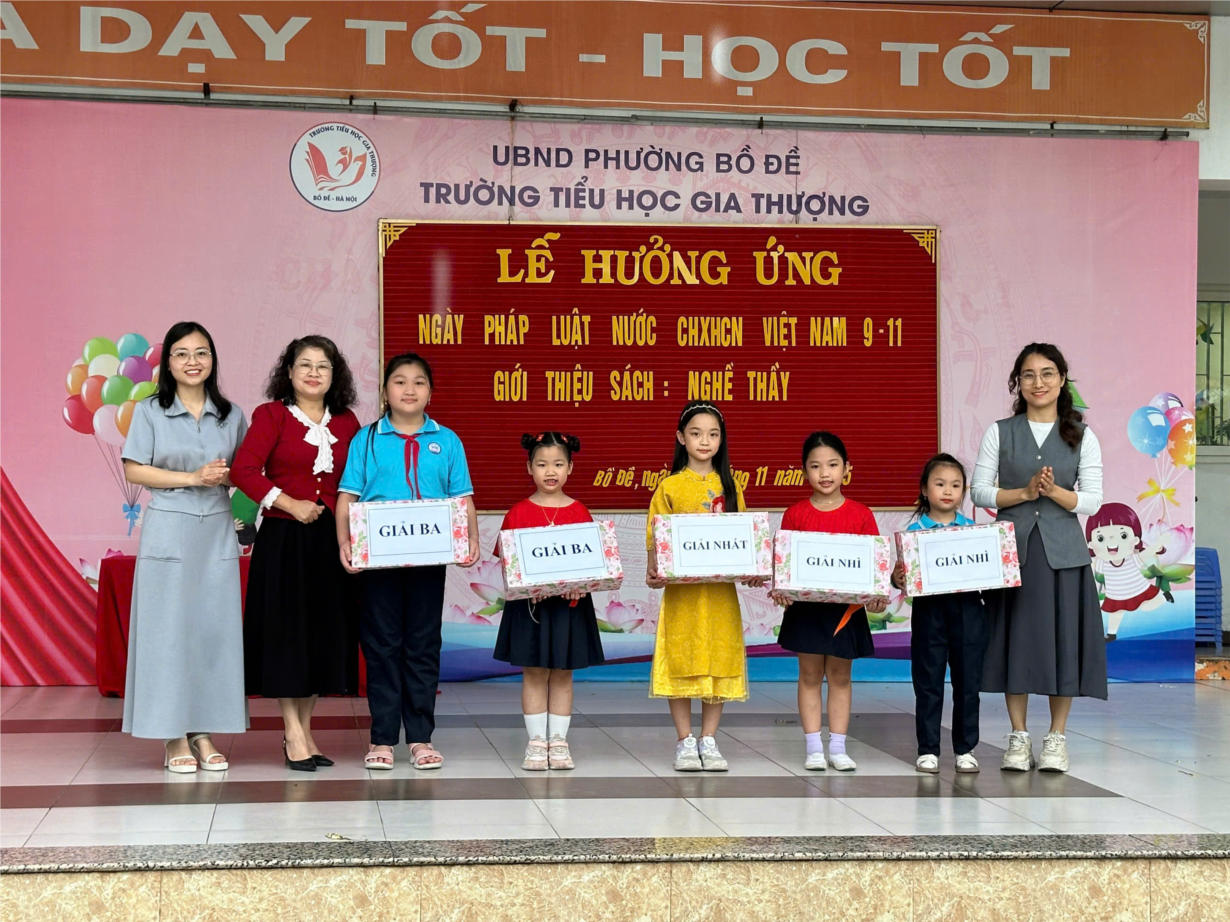 A DẠY TỐT - HỌC TỐT
TRƯỜNG TIỂU HỌC GIA THƯỢNG
BỒ ĐỀ - HÀ NỘI
UBND PHƯỜNG BỒ ĐỀ
TRƯỜNG TIỂU HỌC GIA THƯỢNG
LỄ HƯỞNG ỨNG
NGÀY PHÁP LUẬT NƯỚC CHXHCN VIỆT NAM 9-11
GIỚI THIỆU SÁCH: NGHỀ THẦY
Bồ Đề, ngày 11 năm
GIẢI BA
GIẢI BA
GIẢI NHẤT
GIẢI NHÌ
GIẢI NHÌ